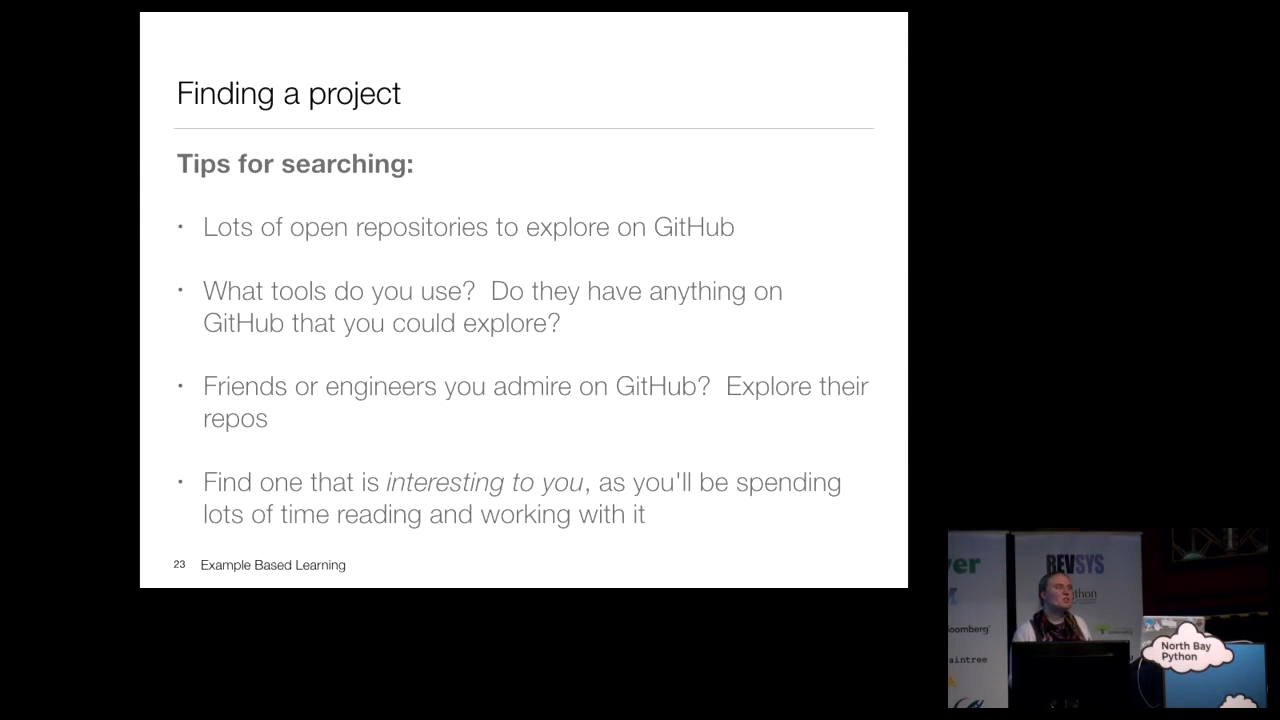 Finding a project
Tips for searching:
• Lots of open repositories to explore on GitHub
• What tools do you use?  Do they have anything on
GitHub that you could explore?
• Friends or engineers you admire on GitHub?  Explore their
repos
• Find one that is interesting to you, as you'll be spending
lots of time reading and working with it
23 Example Based Learning
REVSYS
North Bay
Python